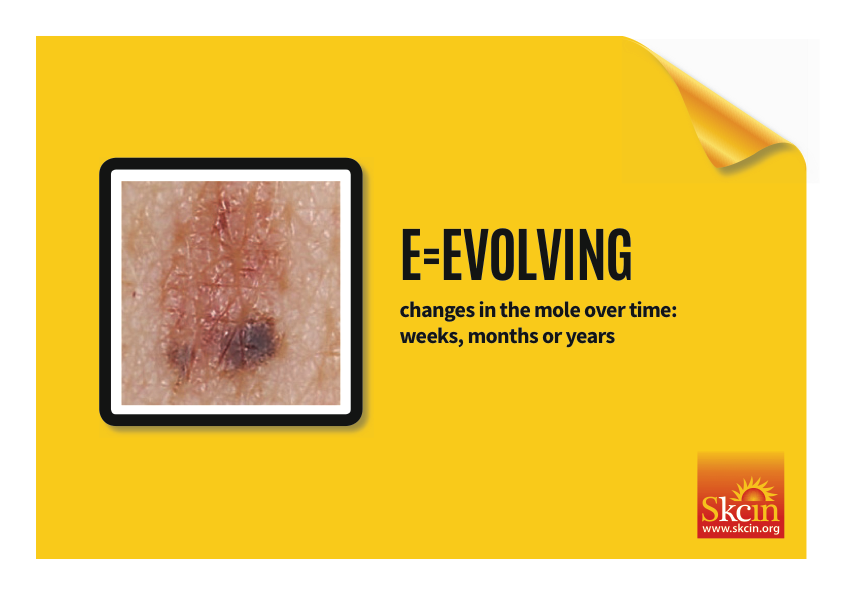 E=EVOLVING
changes in the mole over time:
weeks, months or years
Skcin
www.skcin.org